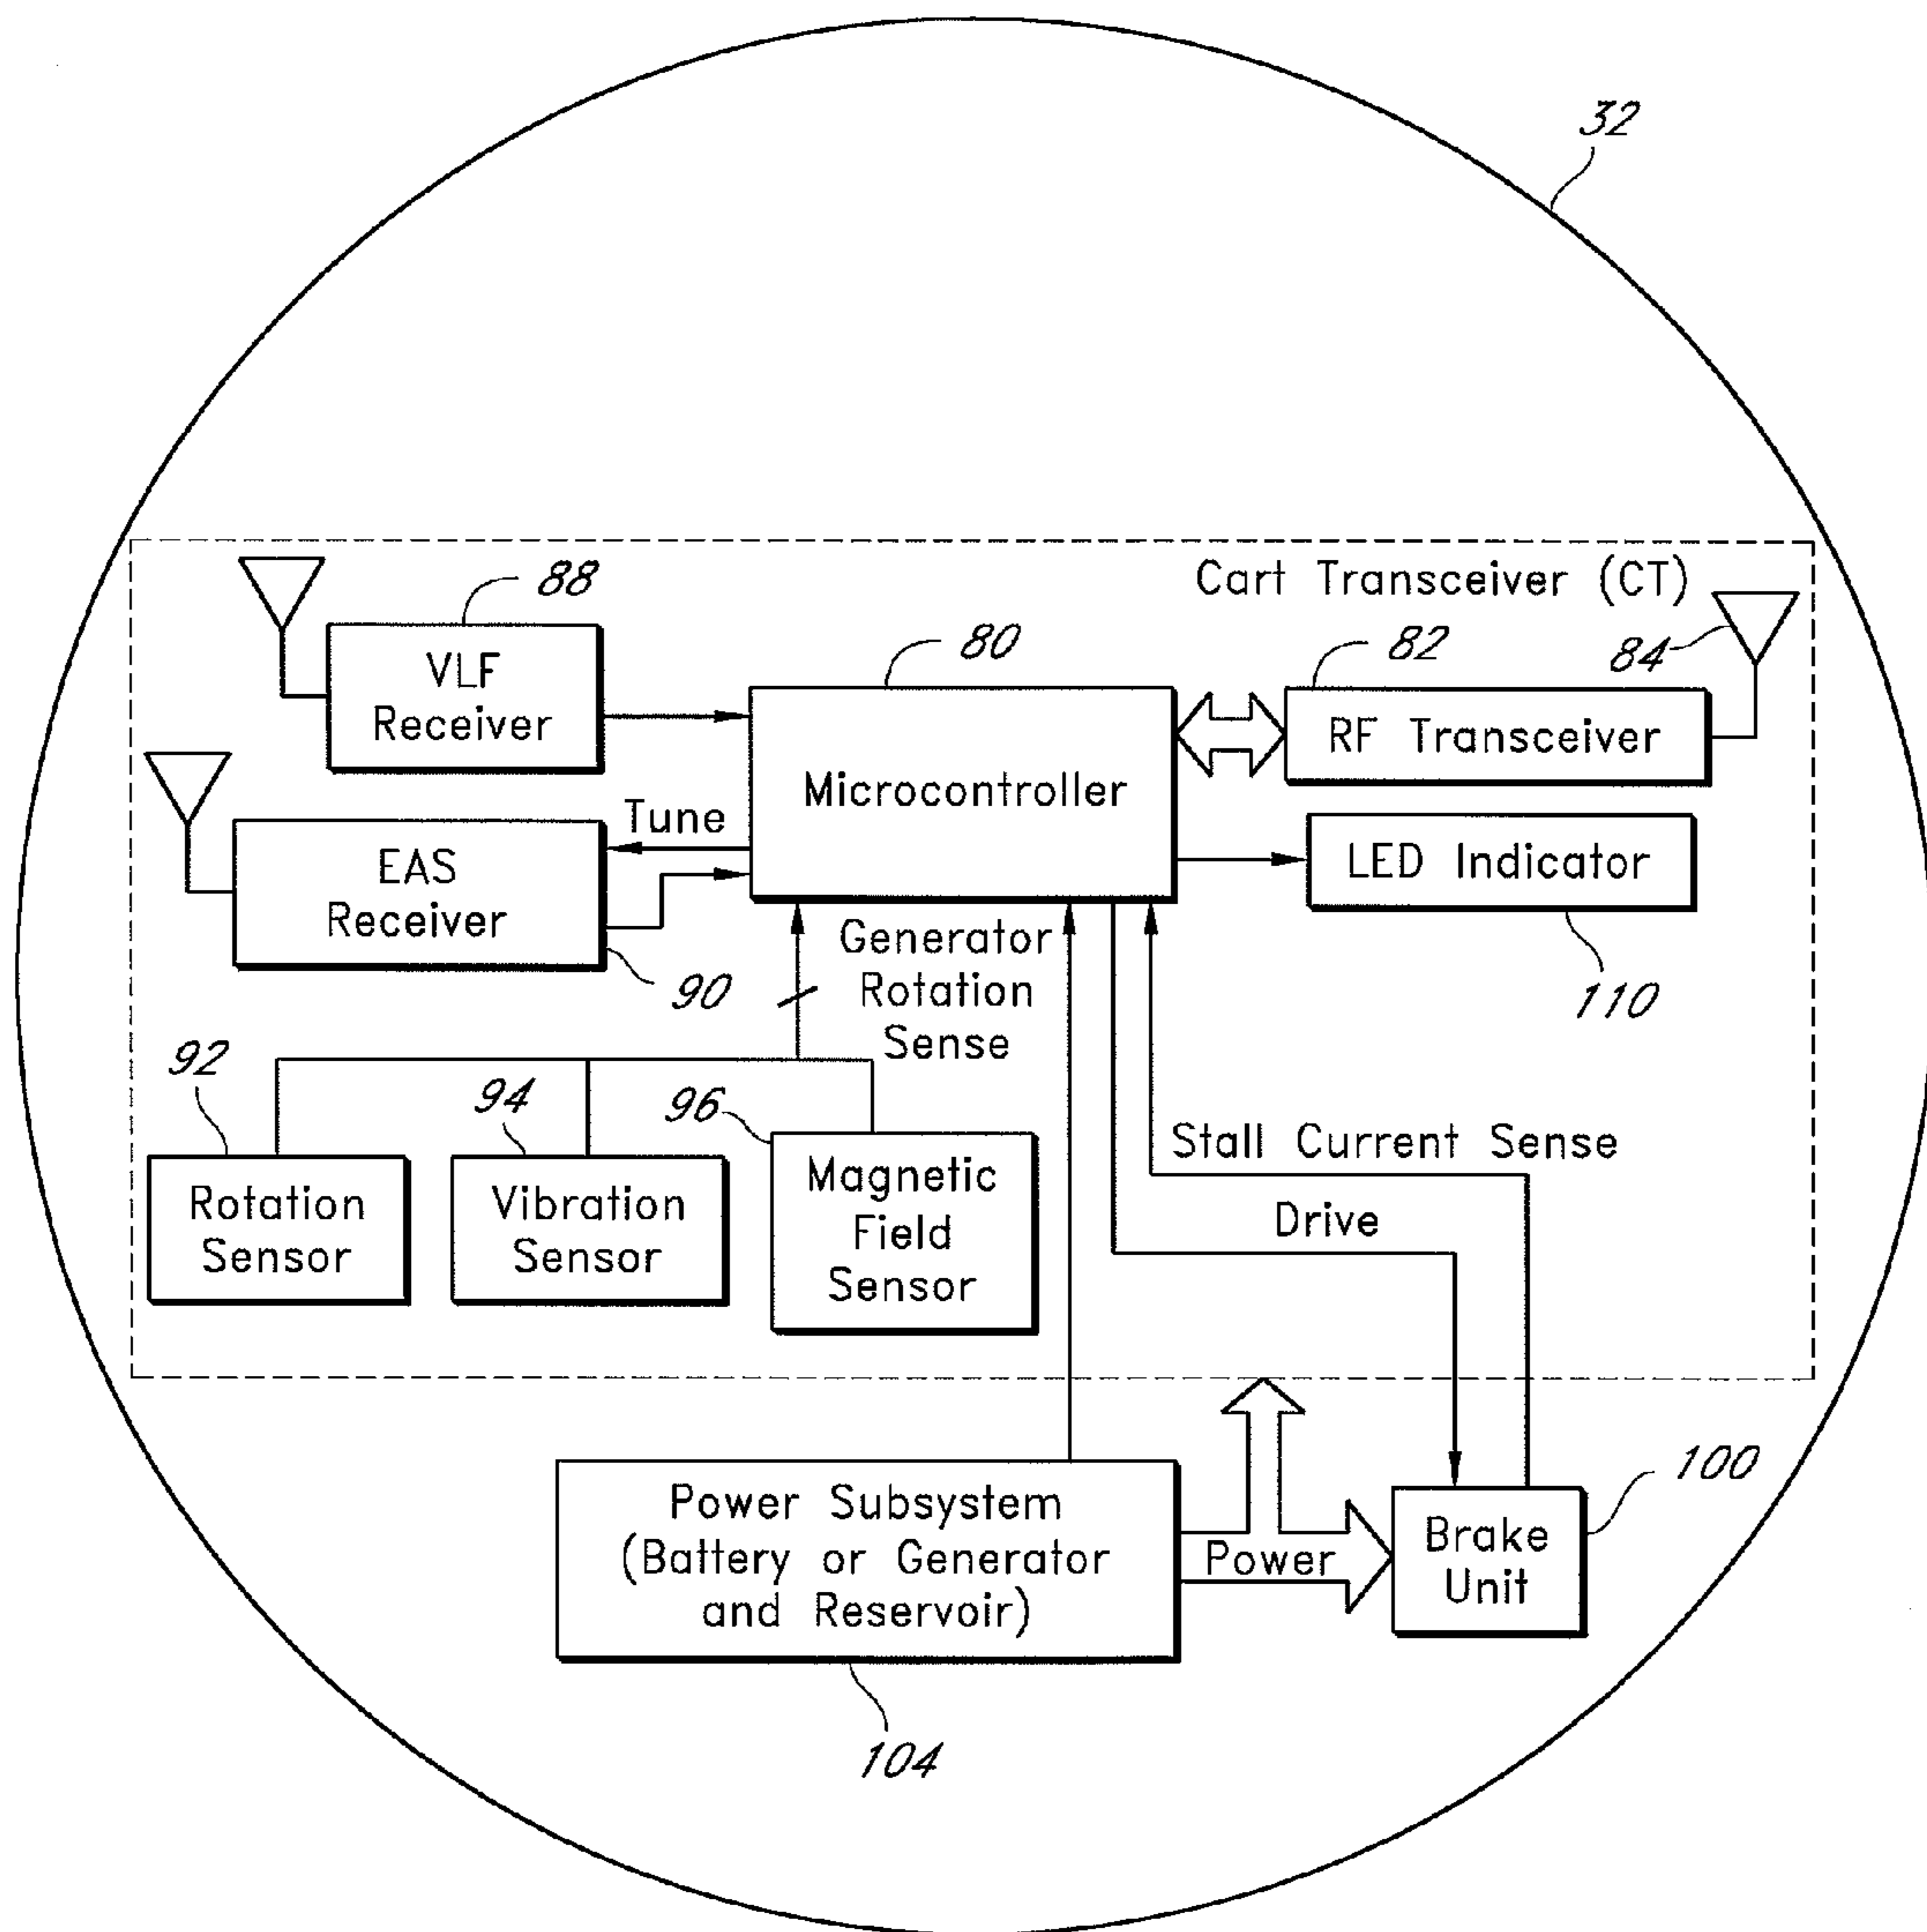 32
Cart Transceiver (CT)
88
VLF
Receiver
80
Microcontroller
82
84
RF Transceiver
Tune
EAS
Receiver
90
LED Indicator
110
Generator
Rotation
Sense
92
94
96
Rotation
Sensor
Vibration
Sensor
Magnetic
Field
Sensor
Stall Current Sense
Drive
Power Subsystem
(Battery or Generator
and Reservoir)
104
Power
100
Brake
Unit